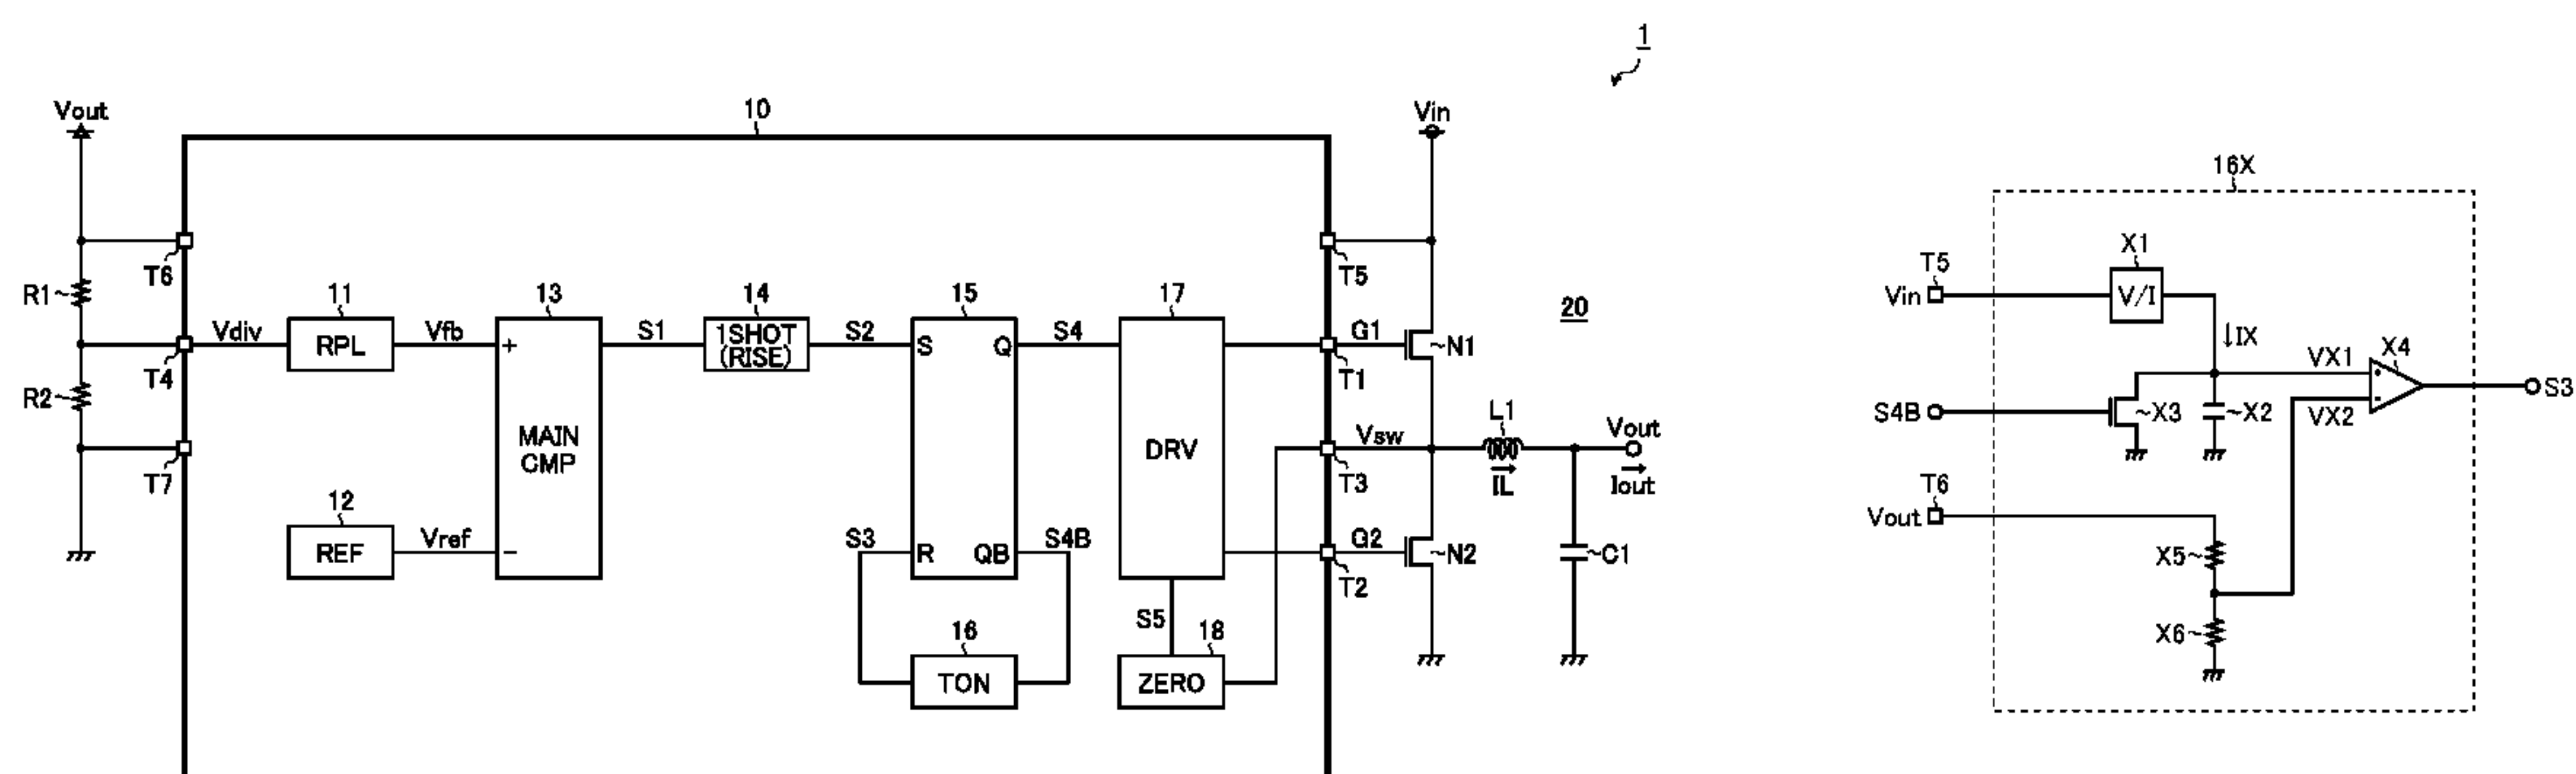 1
Vout
10
Vin
T6
T5
R1
11
13
14
15
17
20
Vdiv
RPL
Vfb
+
S1
1SHOT
(RISE)
S2
S
Q
S4
G1
N1
T4
T1
R2
MAIN
CMP
DRV
Vsw
L1
Vout
IL
Iout
T7
T3
12
REF
Vref
-
S3
R
QB
S4B
G2
N2
C1
T2
S5
16
18
TON
ZERO
16X
X1
T5
Vin
V/I
IX
VX1
X4
S4B
X3
X2
VX2
+
-
S3
T6
Vout
X5
X6